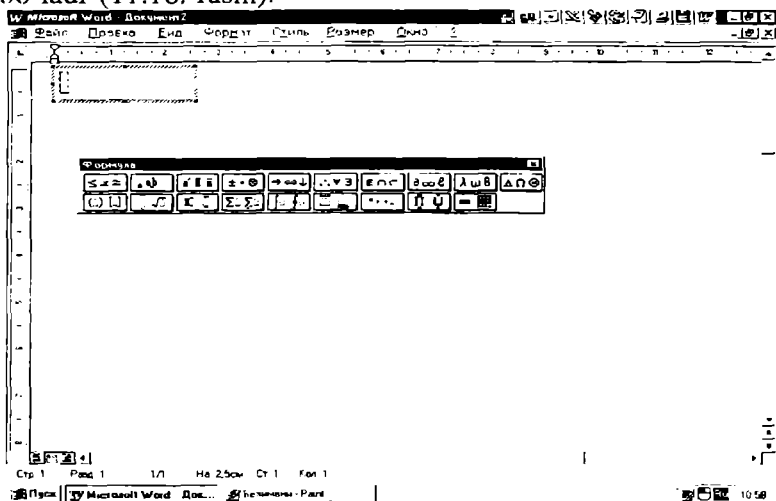 W Microsoft Word - Документ2
Файл Правка Вид Формат Стиль Размер Окно ?
Формула
Стр 1 Разд 1 1/1 На 2,5см Ст 1 Кол 1
Пуск Microsoft Word Док... - Paint 10:58